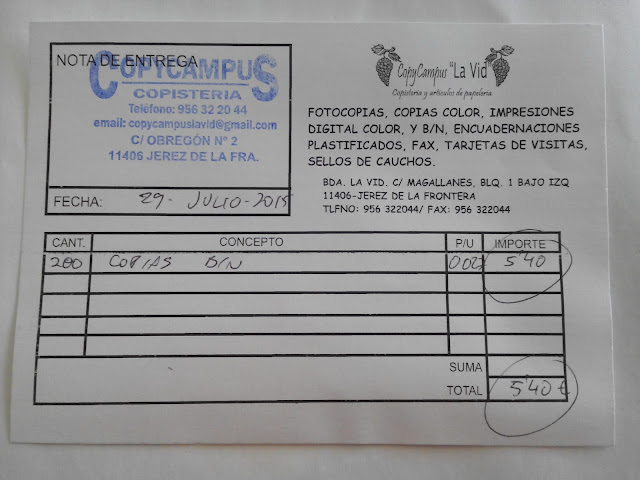 NOTA DE ENTREGA
COPYCAMPUS
COPISTERIA
Teléfono: 956 32 20 44
email: copycampuslavid@gmail.com
C/ OBREGÓN Nº 2
11406 JEREZ DE LA FRA.
FECHA: 29- JULIO-2015
CopyCampus "La Vid"
Copistería y artículos de papelería.
FOTOCOPIAS, COPIAS COLOR, IMPRESIONES
DIGITAL COLOR, Y B/N, ENCUADERNACIONES
PLASTIFICADOS, FAX, TARJETAS DE VISITAS,
SELLOS DE CAUCHOS.
BDA. LA VID. C/ MAGALLANES, BLQ. 1 BAJO IZQ
11406-JEREZ DE LA FRONTERA
TLFNO: 956 322044/ FAX: 956 322044
CANT. CONCEPTO P/U IMPORTE
200 COPIAS B/N 0'027 5'40
SUMA
TOTAL 5'40 €